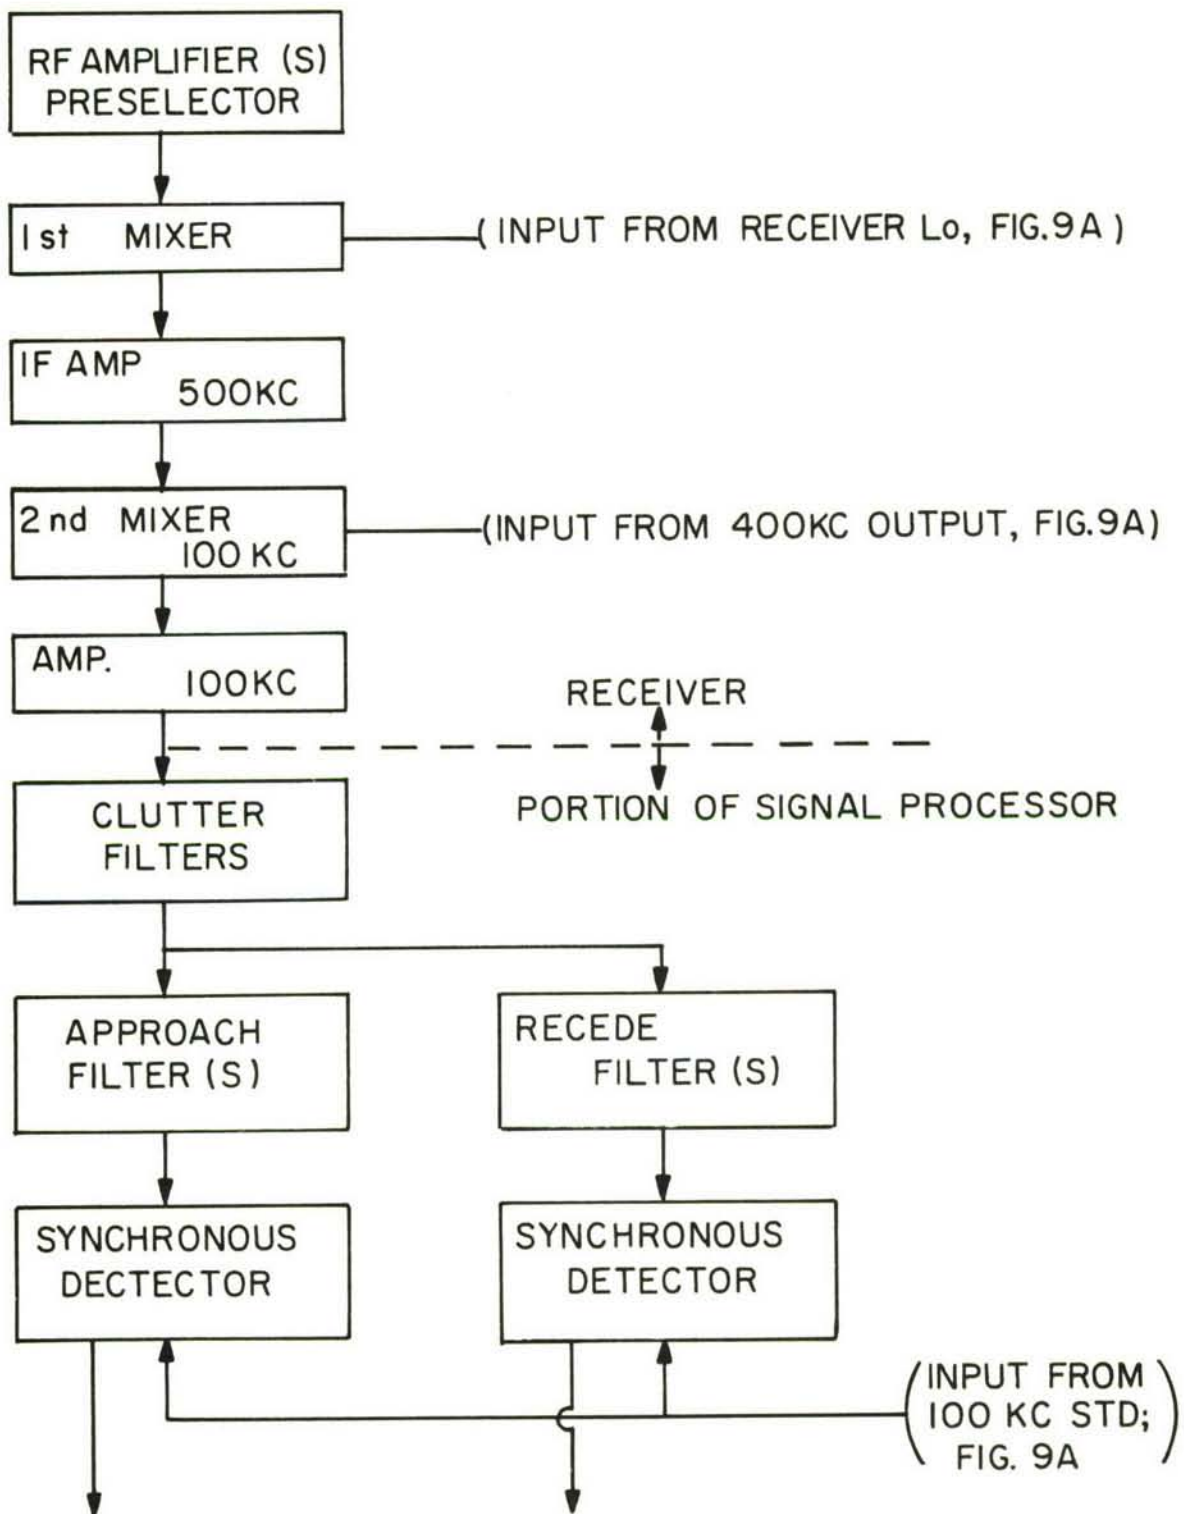 RF AMPLIFIER (S)
PRESELECTOR
1st MIXER
(INPUT FROM RECEIVER Lo, FIG.9A)
IF AMP
500KC
2nd MIXER
100 KC
(INPUT FROM 400KC OUTPUT, FIG.9A)
AMP.
100KC
RECEIVER
PORTION OF SIGNAL PROCESSOR
CLUTTER
FILTERS
APPROACH
FILTER (S)
RECEDE
FILTER (S)
SYNCHRONOUS
DECTECTOR
SYNCHRONOUS
DETECTOR
(INPUT FROM
100 KC STD;
FIG. 9A)